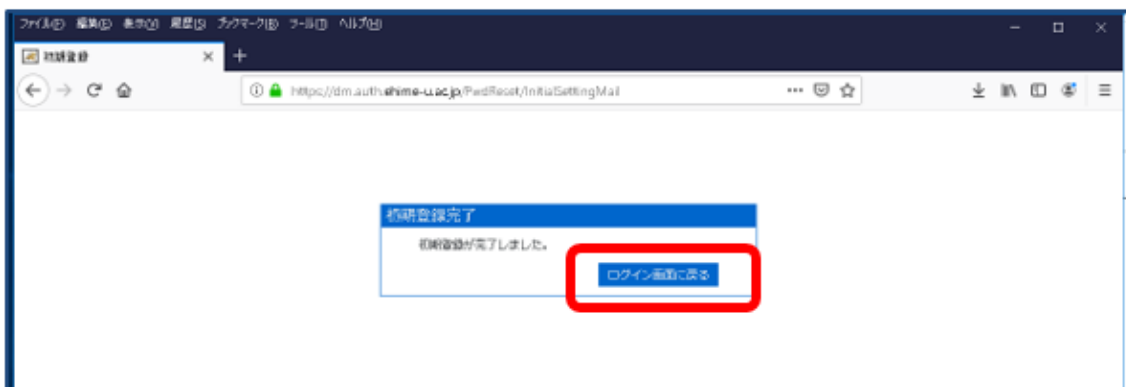 ファイル(F) 編集(E) 表示(V) 履歴(S) ブックマーク(B) ツール(T) ヘルプ(H)
初期登録
https://dm.auth.ehime-u.ac.jp/PwdReset/InitialSettingMail
初期登録完了
初期登録が完了しました。
ログイン画面に戻る